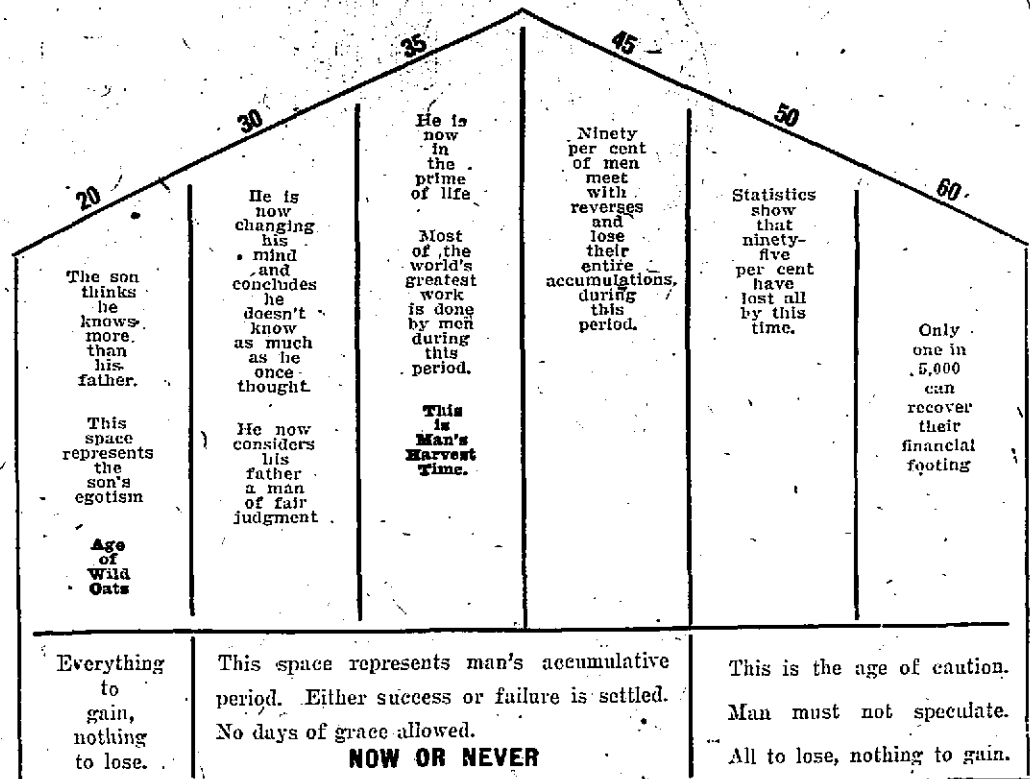 20
30
35
45
50
60
The son
thinks
he
knows
more
than
his
father.
This
space
represents
the
son's
egotism
Age
of
Wild
Oats
He is
now
changing
his
mind
and
concludes
he
doesn't
know
as much
as he
once
thought.
He now
considers
his
father
a man
of fair
judgment
He is
now
in
the
prime
of life
Most
of the
world's
greatest
work
is done
by men
during
this
period.
This
is
Man's
Harvest
Time.
Ninety
per cent
of men
meet
with
reverses
and
lose
their
entire
accumulations,
during
this
period.
Statistics
show
that
ninety-
five
per cent
have
lost all
by this
time.
Only
one in
5,000
can
recover
their
financial
footing
Everything
to
gain,
nothing
to lose.
This space represents man's accumulative
period. Either success or failure is settled.
No days of grace allowed.
NOW OR NEVER
This is the age of caution.
Man must not speculate.
All to lose, nothing to gain.